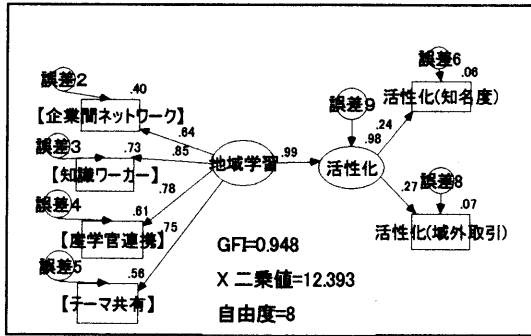 誤差2
.40
【企業間ネットワーク】
.64
誤差3
.73
【知識ワーカー】
.85
誤差4
.61
【産学官連携】
.78
誤差5
.56
【テーマ共有】
.75
地域学習
.99
誤差9
.98
活性化
誤差6
.06
活性化(知名度)
.24
誤差8
.27
.07
活性化(域外取引)
GFI=0.948
X 二乗値=12.393
自由度=8